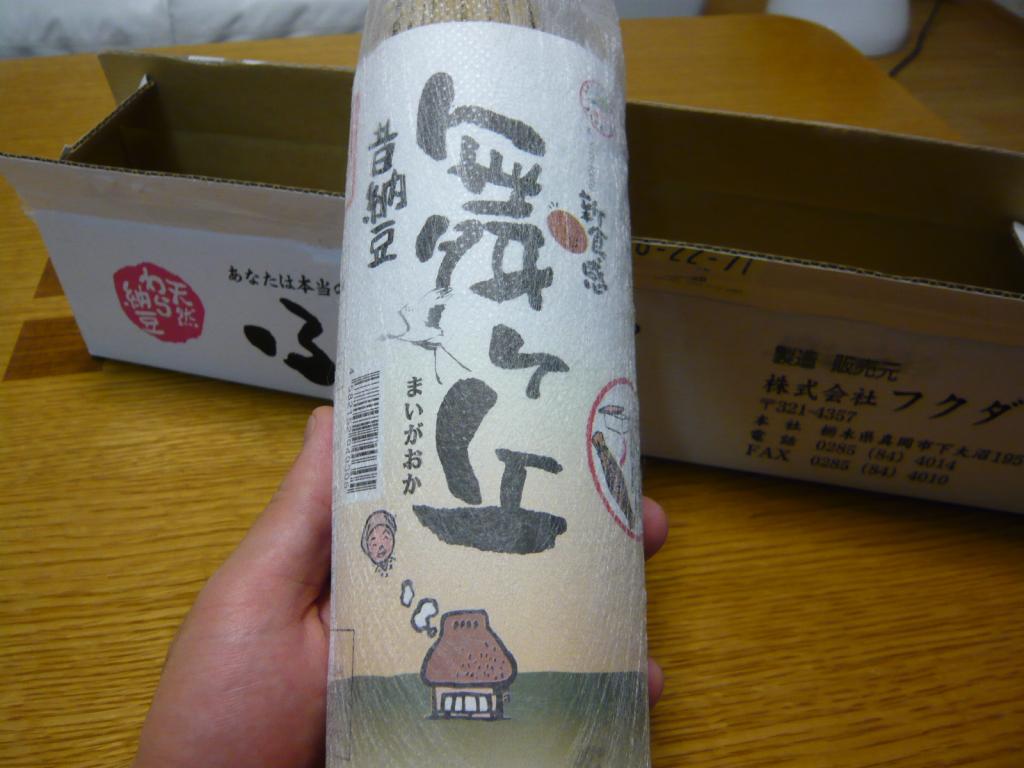 舞ヶ丘
まいがおか
昔納豆
新食感
天然
わら
納豆
あなたは本当の
ふ
製造 販売元
株式会社 フクダ
〒321-4357
本 社 栃木県真岡市下大沼195
電 話 0285 (84) 4014
FAX 0285 (84) 4010